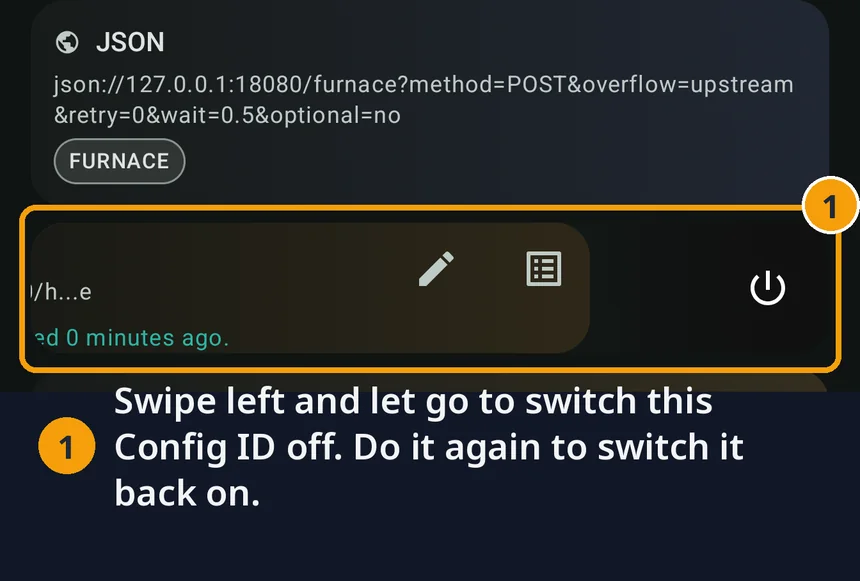 JSON
json://127.0.0.1:18080/furnace?method=POST&overflow=upstream
&retry=0&wait=0.5&optional=no
FURNACE
1
/h...e
ed 0 minutes ago.
1
Swipe left and let go to switch this
Config ID off. Do it again to switch it
back on.